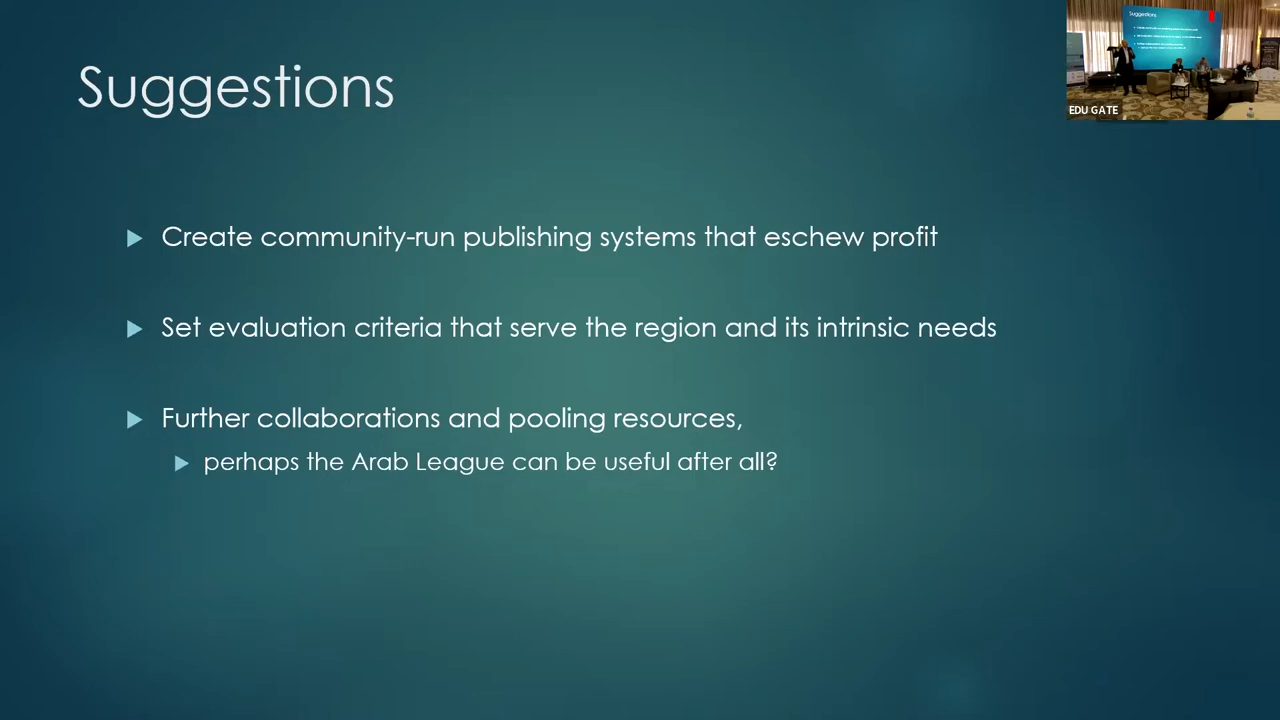 Suggestions
Create community-run publishing systems that eschew profit
Set evaluation criteria that serve the region and its intrinsic needs
Further collaborations and pooling resources,
perhaps the Arab League can be useful after all?
Suggestions
EDU GATE